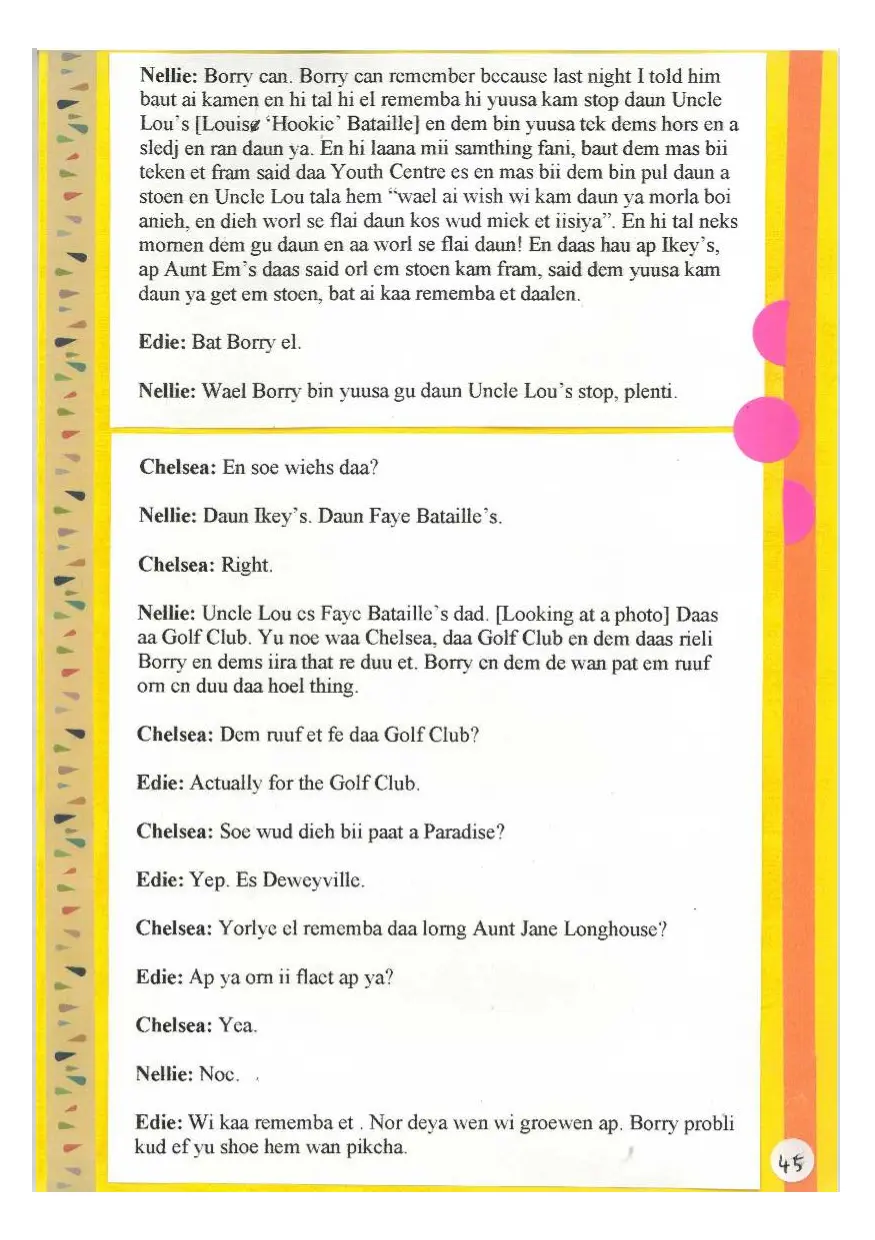 Nellie: Borry can. Borry can remember because last night I told him
baut ai kamen en hi tal hi el rememba hi yuusa kam stop daun Uncle
Lou's [Louise 'Hookie' Bataille] en dem bin yuusa tek dems hors en a
sledj en ran daun ya. En hi laana mii samthing fani, baut dem mas bii
teken et fram said daa Youth Centre es en mas bii dem bin pul daun a
stoen en Uncle Lou tala hem “wael ai wish wi kam daun ya morla boi
anieh, en dieh worl se flai daun kos wud miek et iisiya”. En hi tal neks
mornen dem gu daun en aa worl se flai daun! En daas hau ap Ikey's,
ap Aunt Em's daas said orl em stoen kam fram, said dem yuusa kam
daun ya get em stoen, bat ai kaa rememba et daalen.
Edie: Bat Borry el.
Nellie: Wael Borry bin yuusa gu daun Uncle Lou's stop, plenti.
Chelsea: En soe wiehs daa?
Nellie: Daun Ikey's. Daun Faye Bataille's.
Chelsea: Right.
Nellie: Uncle Lou es Faye Bataille's dad. [Looking at a photo] Daas
aa Golf Club. Yu noe waa Chelsea, daa Golf Club en dem daas rieli
Borry en dems iira that re duu et. Borry en dem de wan pat em ruuf
orn en duu daa hoel thing.
Chelsea: Dem ruuf et fe daa Golf Club?
Edie: Actually for the Golf Club.
Chelsea: Soe wud dieh bii paat a Paradise?
Edie: Yep. Es Deweyville.
Chelsea: Yorlye el rememba daa lorng Aunt Jane Longhouse?
Edie: Ap ya orn ii flaet ap ya?
Chelsea: Yea.
Nellie: Noe.
Edie: Wi kaa rememba et . Nor deya wen wi groewen ap. Borry probli
kud ef yu shoe hem wan pikcha.
45